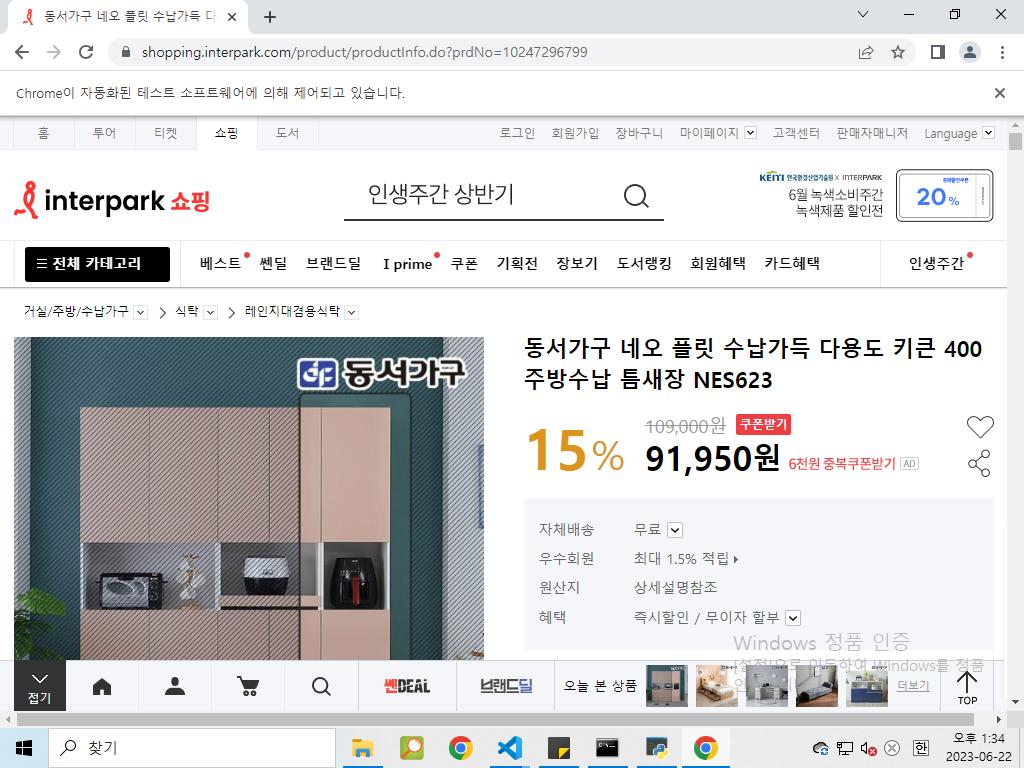 동서가구 네오 플릿 수납가득 다
shopping.interpark.com/product/productInfo.do?prdNo=10247296799
Chrome이 자동화된 테스트 소프트웨어에 의해 제어되고 있습니다.
홈 투어 티켓 쇼핑 도서 로그인 회원가입 장바구니 마이페이지 고객센터 판매자매니저 Language
interpark 쇼핑
인생주간 상반기
KEITI 한국환경산업기술원 X INTERPARK
6월 녹색소비주간
녹색제품 할인전
20%
전체 카테고리 베스트 쎈딜 브랜드딜 I prime 쿠폰 기획전 장보기 도서랭킹 회원혜택 카드혜택 인생주간
거실/주방/수납가구 식탁 레인지대겸용식탁
df 동서가구
동서가구 네오 플릿 수납가득 다용도 키큰 400
주방수납 틈새장 NES623
15%
109,000원 쿠폰받기
91,950원 6천원 중복쿠폰받기 AD
자체배송 무료
우수회원 최대 1.5% 적립
원산지 상세설명참조
혜택 즉시할인 / 무이자 할부
Windows 정품 인증
[설정]으로 이동하여 Windows를 정품
접기
쎈DEAL
브랜드딜
오늘 본 상품
더보기
TOP
찾기
한
오후 1:34
2023-06-22